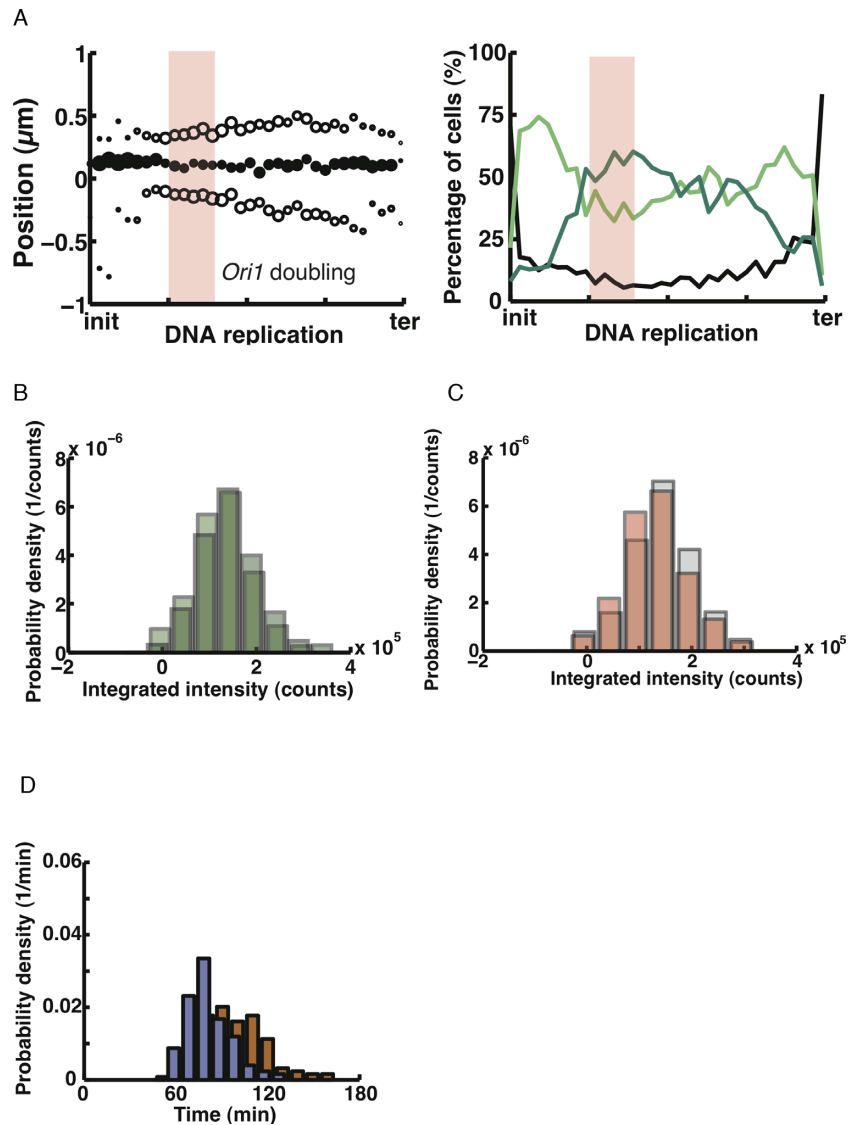 A
Position (µm)
1
0.5
0
−0.5
−1
Ori1 doubling
init
ter
DNA replication
Percentage of cells (%)
100
75
50
25
0
init
ter
DNA replication
B
Probability density (1/counts)
x 10−6
8
6
4
2
0
−2
0
2
4
x 105
Integrated intensity (counts)
C
Probability density (1/counts)
x 10−6
8
6
4
2
0
−2
0
2
4
x 105
Integrated intensity (counts)
D
Probability density (1/min)
0.06
0.04
0.02
0
0
60
120
180
Time (min)